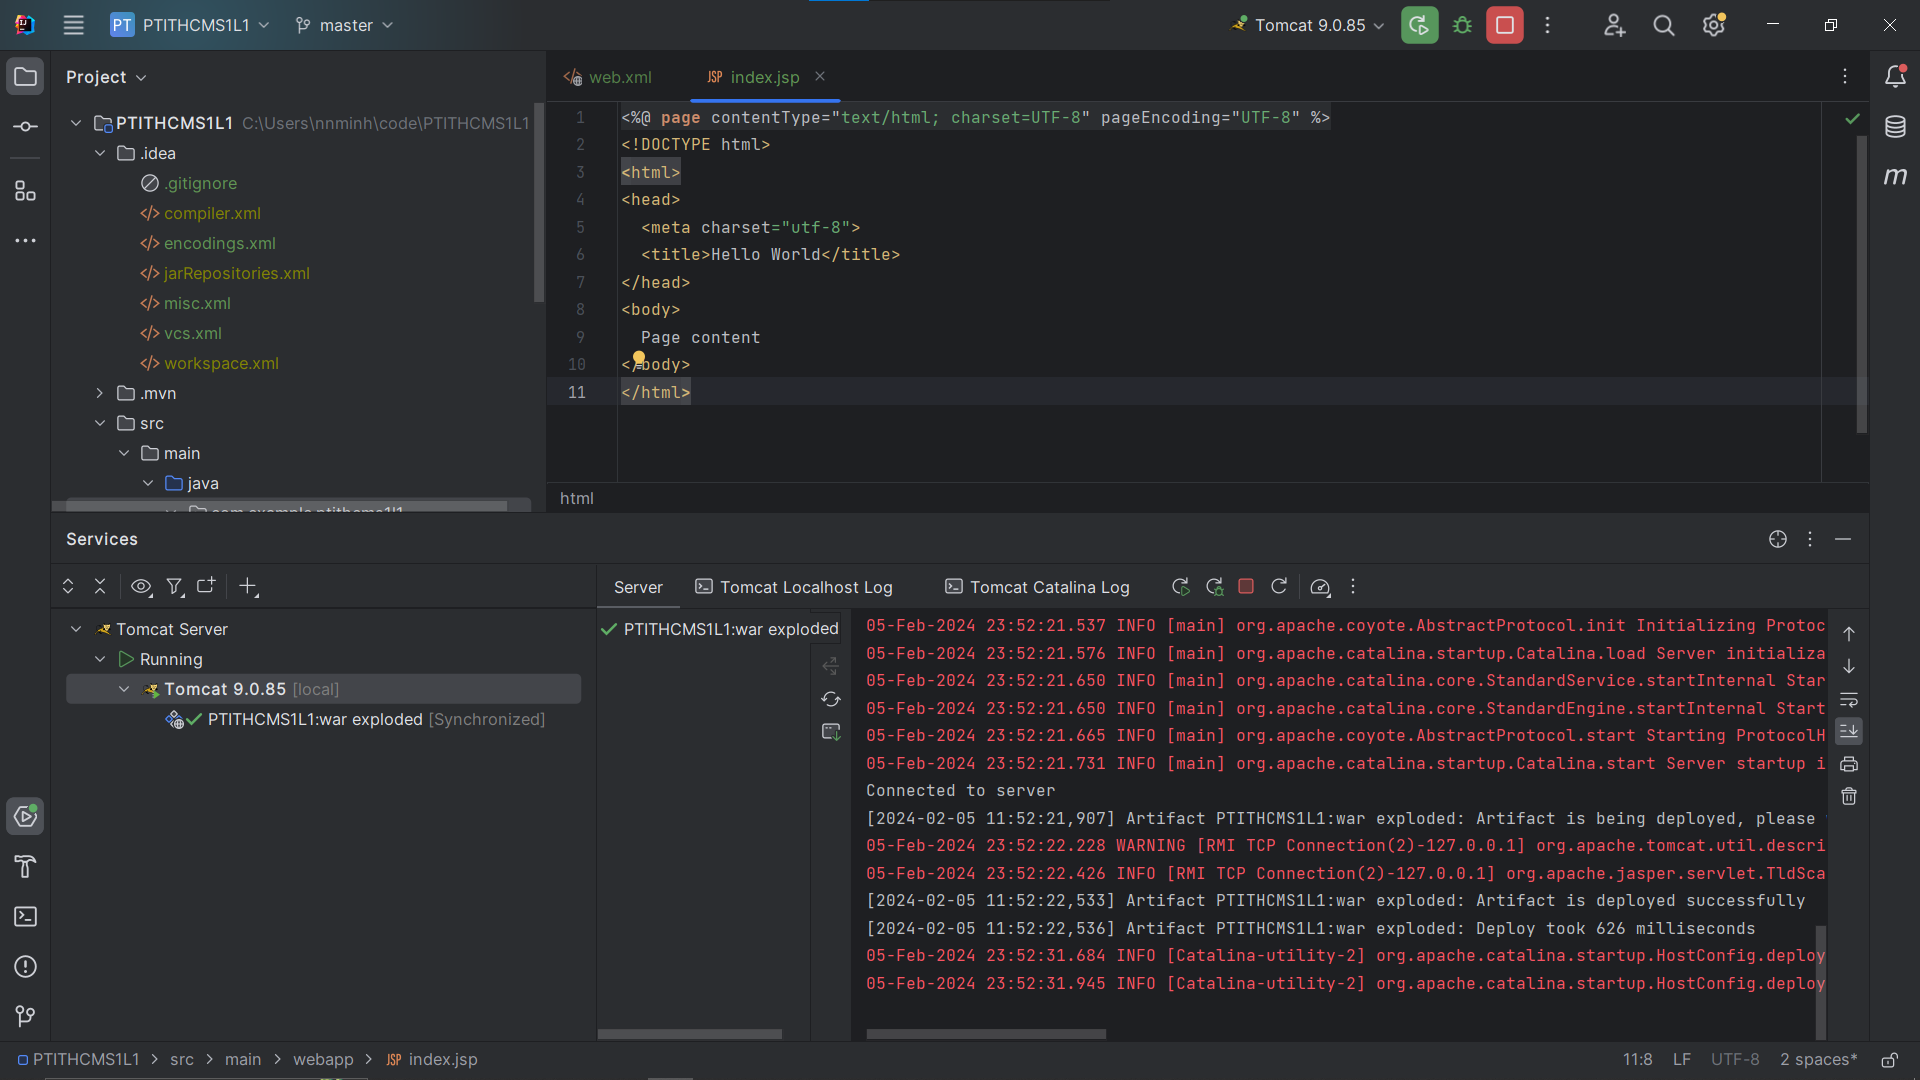 PT PTITHCMS1L1 master Tomcat 9.0.85
Project
PTITHCMS1L1 C:\Users\nnminh\code\PTITHCMS1L1
.idea
.gitignore
compiler.xml
encodings.xml
jarRepositories.xml
misc.xml
vcs.xml
workspace.xml
.mvn
src
main
java
com.example.ptithcms1l1
web.xml JSP index.jsp
1 <%@ page contentType="text/html; charset=UTF-8" pageEncoding="UTF-8" %>
2 <!DOCTYPE html>
3 <html>
4 <head>
5 <meta charset="utf-8">
6 <title>Hello World</title>
7 </head>
8 <body>
9 Page content
10 </body>
11 </html>
html
Services
Server Tomcat Localhost Log Tomcat Catalina Log
Tomcat Server
Running
Tomcat 9.0.85 [local]
PTITHCMS1L1:war exploded [Synchronized]
PTITHCMS1L1:war exploded
05-Feb-2024 23:52:21.537 INFO [main] org.apache.coyote.AbstractProtocol.init Initializing Protoc
05-Feb-2024 23:52:21.576 INFO [main] org.apache.catalina.startup.Catalina.load Server initializa
05-Feb-2024 23:52:21.650 INFO [main] org.apache.catalina.core.StandardService.startInternal Star
05-Feb-2024 23:52:21.650 INFO [main] org.apache.catalina.core.StandardEngine.startInternal Start
05-Feb-2024 23:52:21.665 INFO [main] org.apache.coyote.AbstractProtocol.start Starting ProtocolH
05-Feb-2024 23:52:21.731 INFO [main] org.apache.catalina.startup.Catalina.start Server startup i
Connected to server
[2024-02-05 11:52:21,907] Artifact PTITHCMS1L1:war exploded: Artifact is being deployed, please
05-Feb-2024 23:52:22.228 WARNING [RMI TCP Connection(2)-127.0.0.1] org.apache.tomcat.util.descri
05-Feb-2024 23:52:22.426 INFO [RMI TCP Connection(2)-127.0.0.1] org.apache.jasper.servlet.TldSca
[2024-02-05 11:52:22,533] Artifact PTITHCMS1L1:war exploded: Artifact is deployed successfully
[2024-02-05 11:52:22,536] Artifact PTITHCMS1L1:war exploded: Deploy took 626 milliseconds
05-Feb-2024 23:52:31.684 INFO [Catalina-utility-2] org.apache.catalina.startup.HostConfig.deploy
05-Feb-2024 23:52:31.945 INFO [Catalina-utility-2] org.apache.catalina.startup.HostConfig.deploy
PTITHCMS1L1 > src > main > webapp > JSP index.jsp 11:8 LF UTF-8 2 spaces*